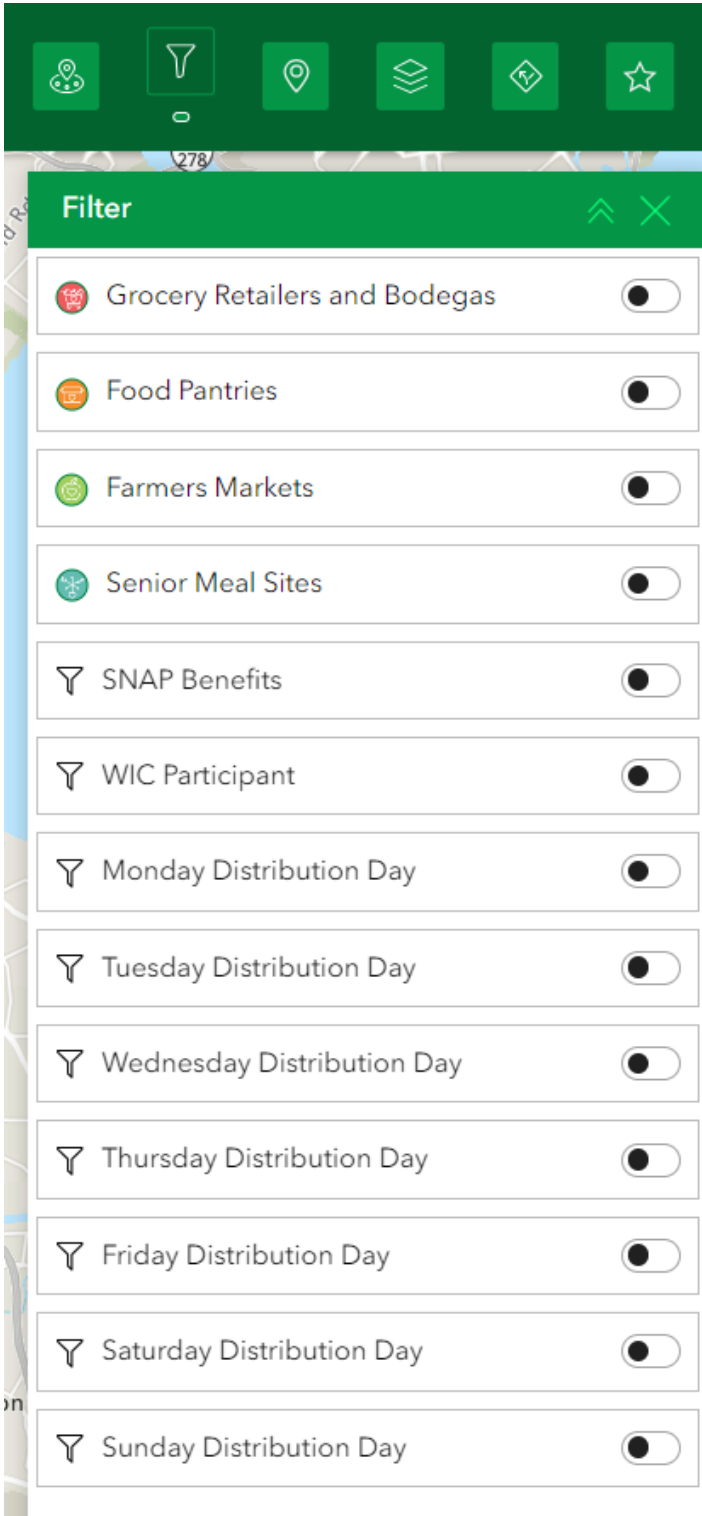 278
Filter
Grocery Retailers and Bodegas
Food Pantries
Farmers Markets
Senior Meal Sites
SNAP Benefits
WIC Participant
Monday Distribution Day
Tuesday Distribution Day
Wednesday Distribution Day
Thursday Distribution Day
Friday Distribution Day
Saturday Distribution Day
on
Sunday Distribution Day